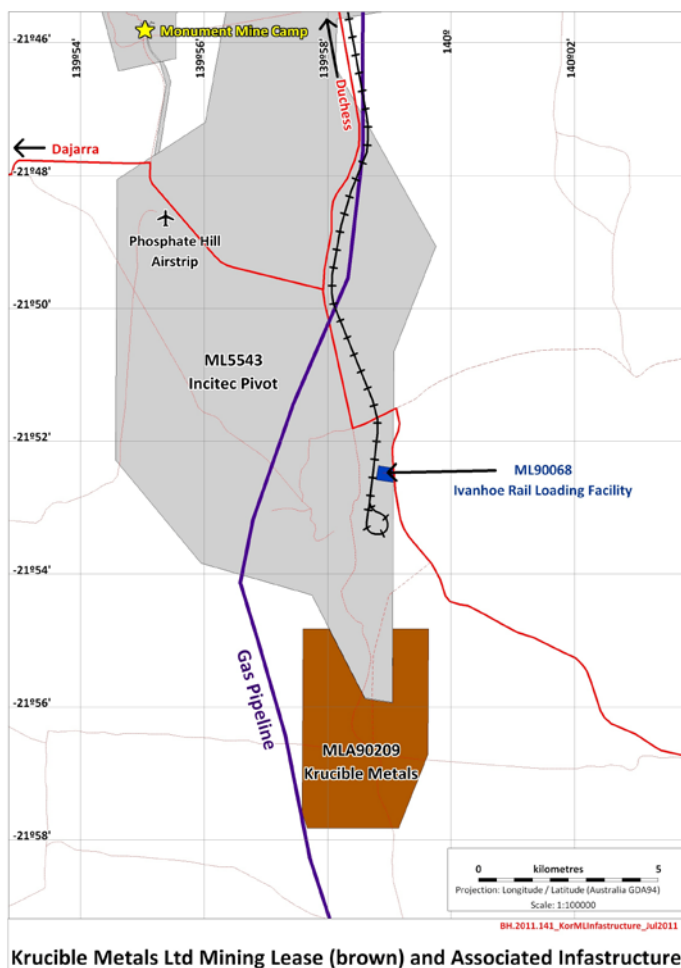 Monument Mine Camp
139º54'
139º56'
139º58'
140º
140º02'
-21º46'
Duchess
Dajarra
-21º48'
Phosphate Hill
Airstrip
-21º50'
ML5543
Incitec Pivot
-21º52'
ML90068
Ivanhoe Rail Loading Facility
-21º54'
Gas Pipeline
-21º56'
MLA90209
Krucible Metals
-21º58'
0 kilometres 5
Projection: Longitude / Latitude (Australia GDA94)
Scale: 1:100000
BH.2011.141_KorMLInfastructure_Jul2011
Krucible Metals Ltd Mining Lease (brown) and Associated Infastructure